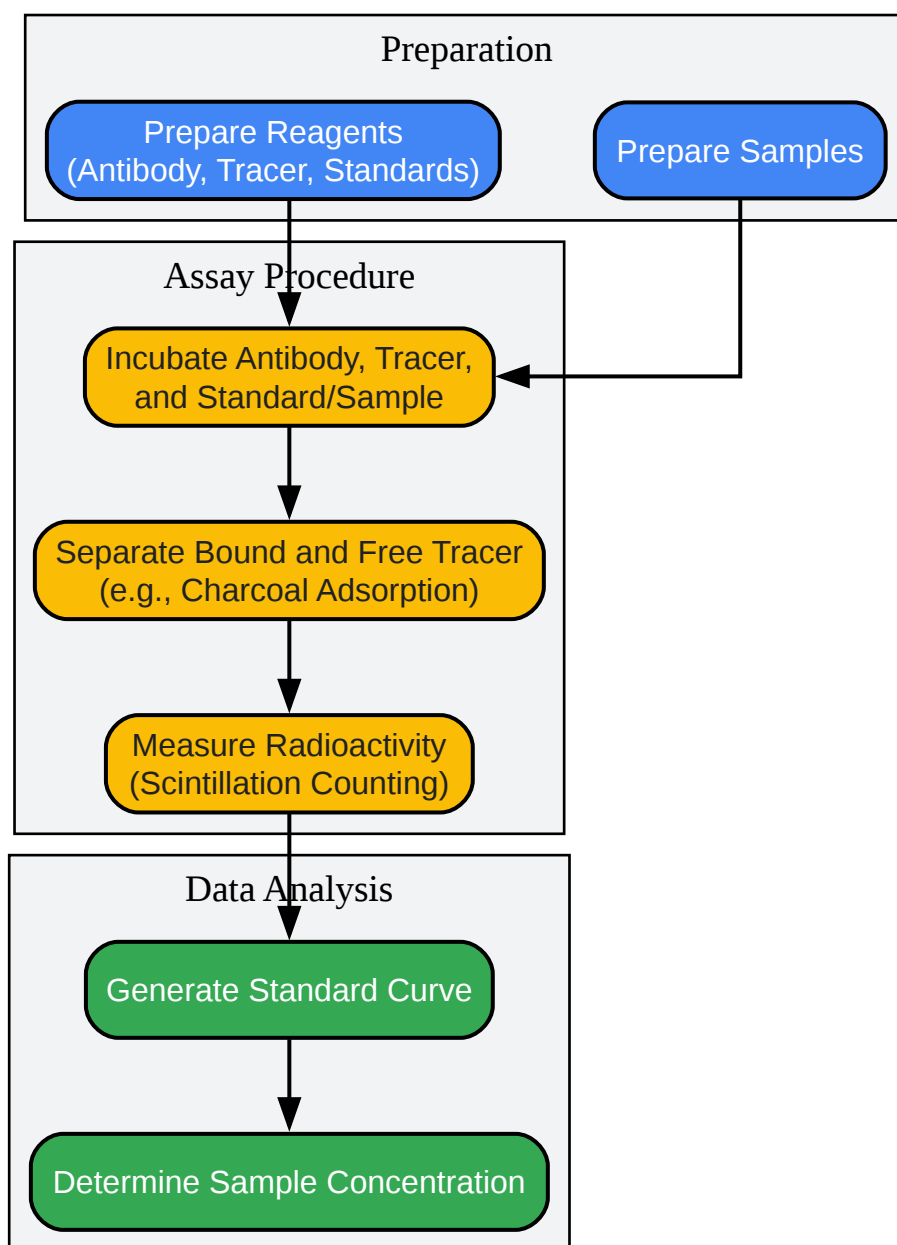 Preparation
Prepare Reagents
(Antibody, Tracer, Standards)
Prepare Samples
Assay Procedure
Incubate Antibody, Tracer,
and Standard/Sample
Separate Bound and Free Tracer
(e.g., Charcoal Adsorption)
Measure Radioactivity
(Scintillation Counting)
Data Analysis
Generate Standard Curve
Determine Sample Concentration